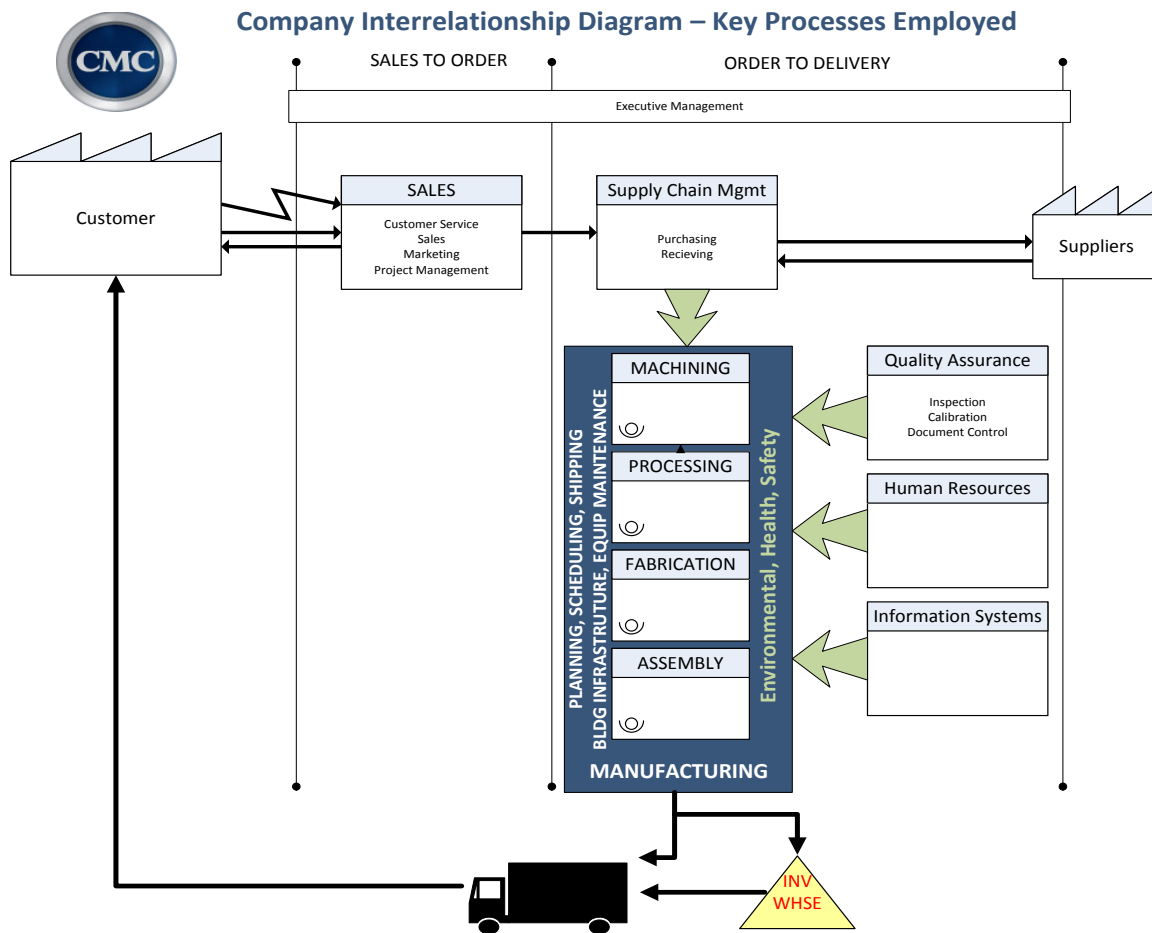 Company Interrelationship Diagram – Key Processes Employed
CMC
SALES TO ORDER
ORDER TO DELIVERY
Executive Management
Customer
SALES
Customer Service
Sales
Marketing
Project Management
Supply Chain Mgmt
Purchasing
Recieving
Suppliers
PLANNING, SCHEDULING, SHIPPING
BLDG INFRASTRUTURE, EQUIP MAINTENANCE
MACHINING
PROCESSING
FABRICATION
ASSEMBLY
Environmental, Health, Safety
MANUFACTURING
Quality Assurance
Inspection
Calibration
Document Control
Human Resources
Information Systems
INV
WHSE